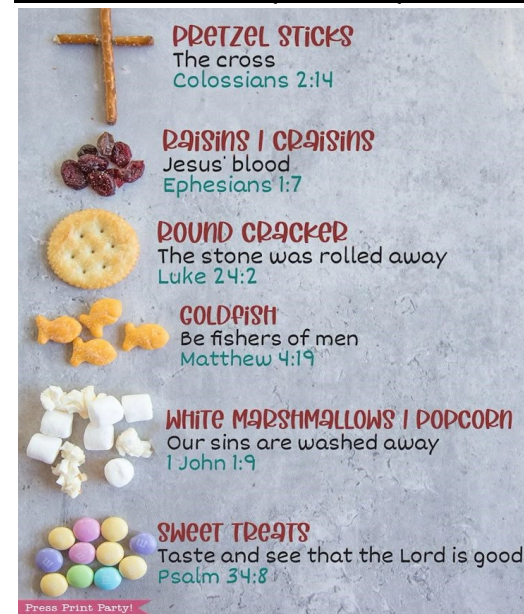 PRETZEL STICKS
The cross
Colossians 2:14
RAISINS / CRAISINS
Jesus' blood
Ephesians 1:7
ROUND CRACKER
The stone was rolled away
Luke 24:2
GOLDFISH
Be fishers of men
Matthew 4:19
WHITE MARSHMALLOWS / POPCORN
Our sins are washed away
1 John 1:9
SWEET TREATS
Taste and see that the Lord is good
Psalm 34:8
Press Print Party!